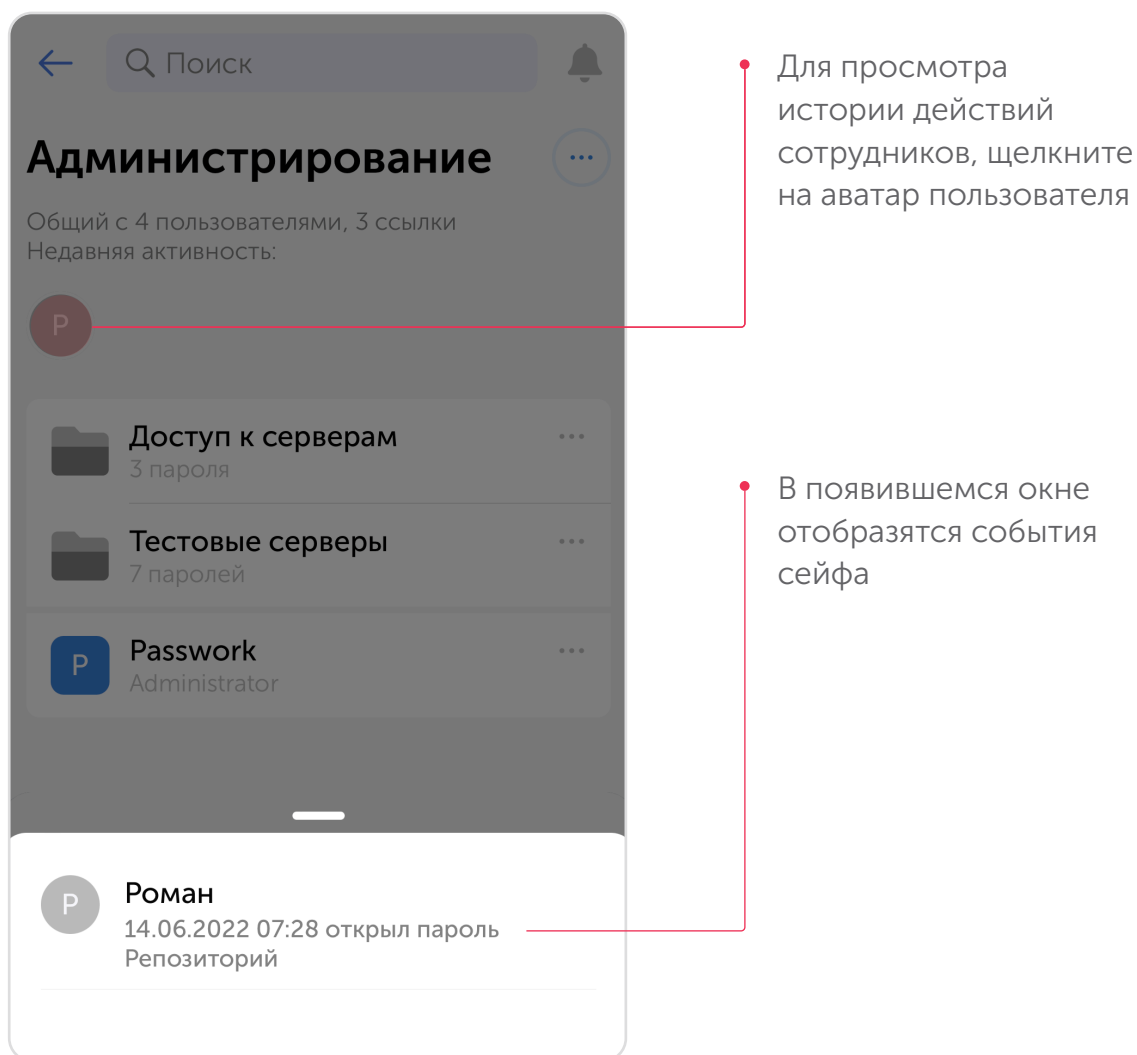 Поиск
Администрирование
Общий с 4 пользователями, 3 ссылки
Недавняя активность:
Р
Доступ к серверам
3 пароля
Тестовые серверы
7 паролей
P
Passwork
Administrator
Р
Роман
14.06.2022 07:28 открыл пароль
Репозиторий
Для просмотра
истории действий
сотрудников, щелкните
на аватар пользователя
В появившемся окне
отобразятся события
сейфа